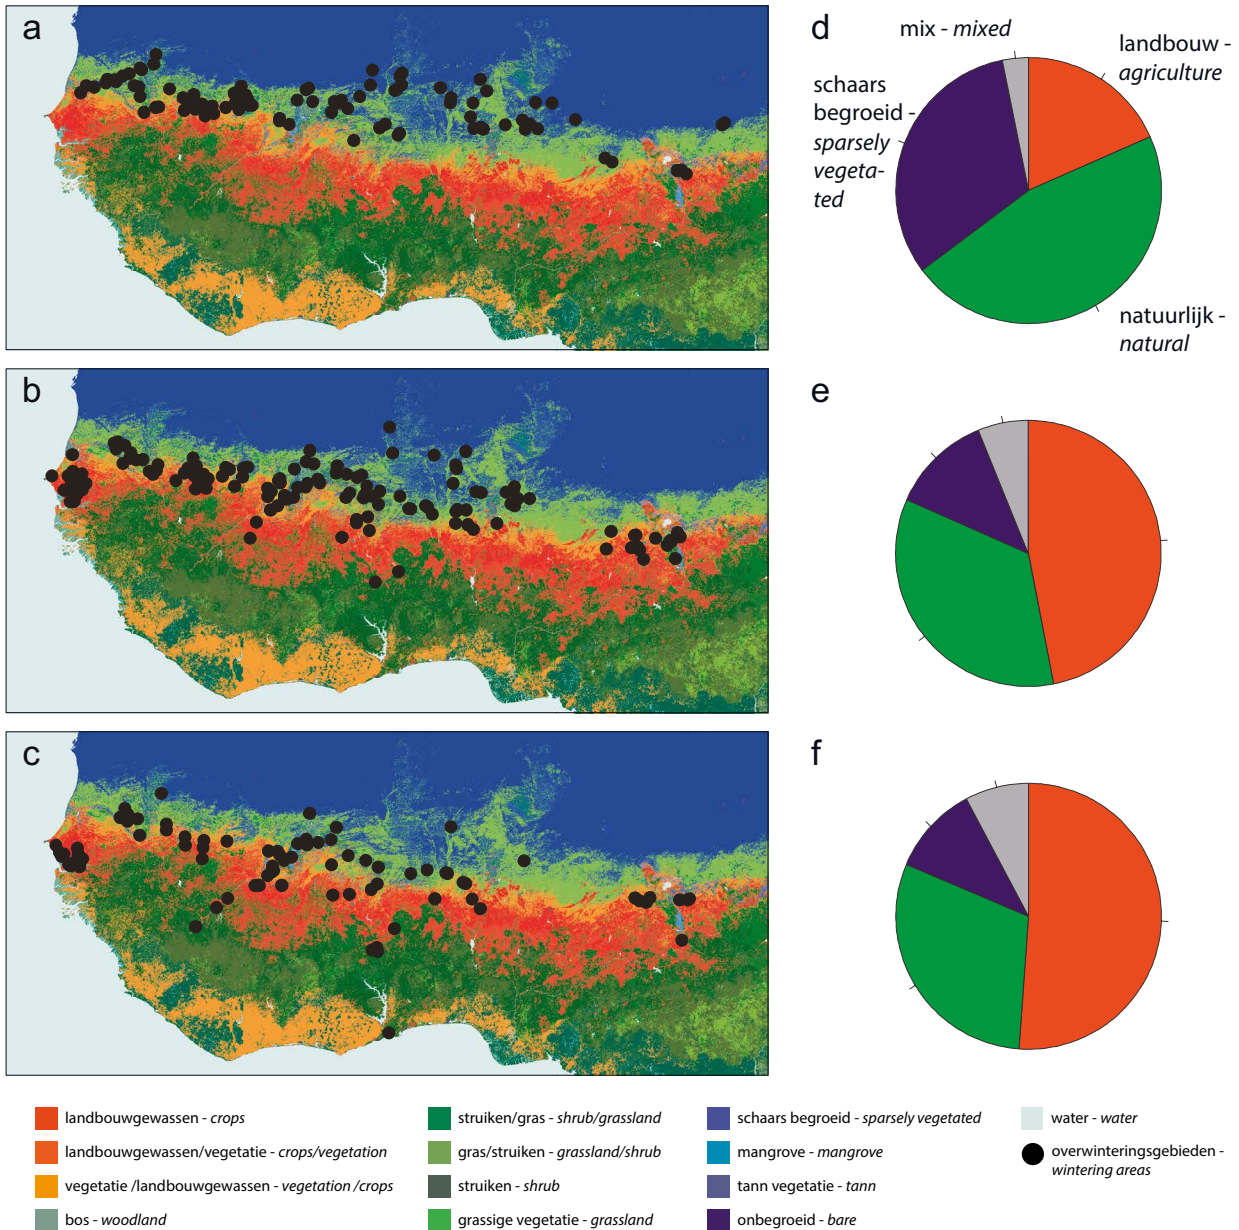 a
d
mix - mixed
landbouw -
agriculture
schaars
begroeid -
sparsely
vegeta-
ted
natuurlijk -
natural
b
e
c
f
landbouwgewassen - crops
landbouwgewassen/vegetatie - crops/vegetation
vegetatie /landbouwgewassen - vegetation /crops
bos - woodland
struiken/gras - shrub/grassland
gras/struiken - grassland/shrub
struiken - shrub
grassige vegetatie - grassland
schaars begroeid - sparsely vegetated
mangrove - mangrove
tann vegetatie - tann
onbegroeid - bare
water - water
overwinteringsgebieden -
wintering areas